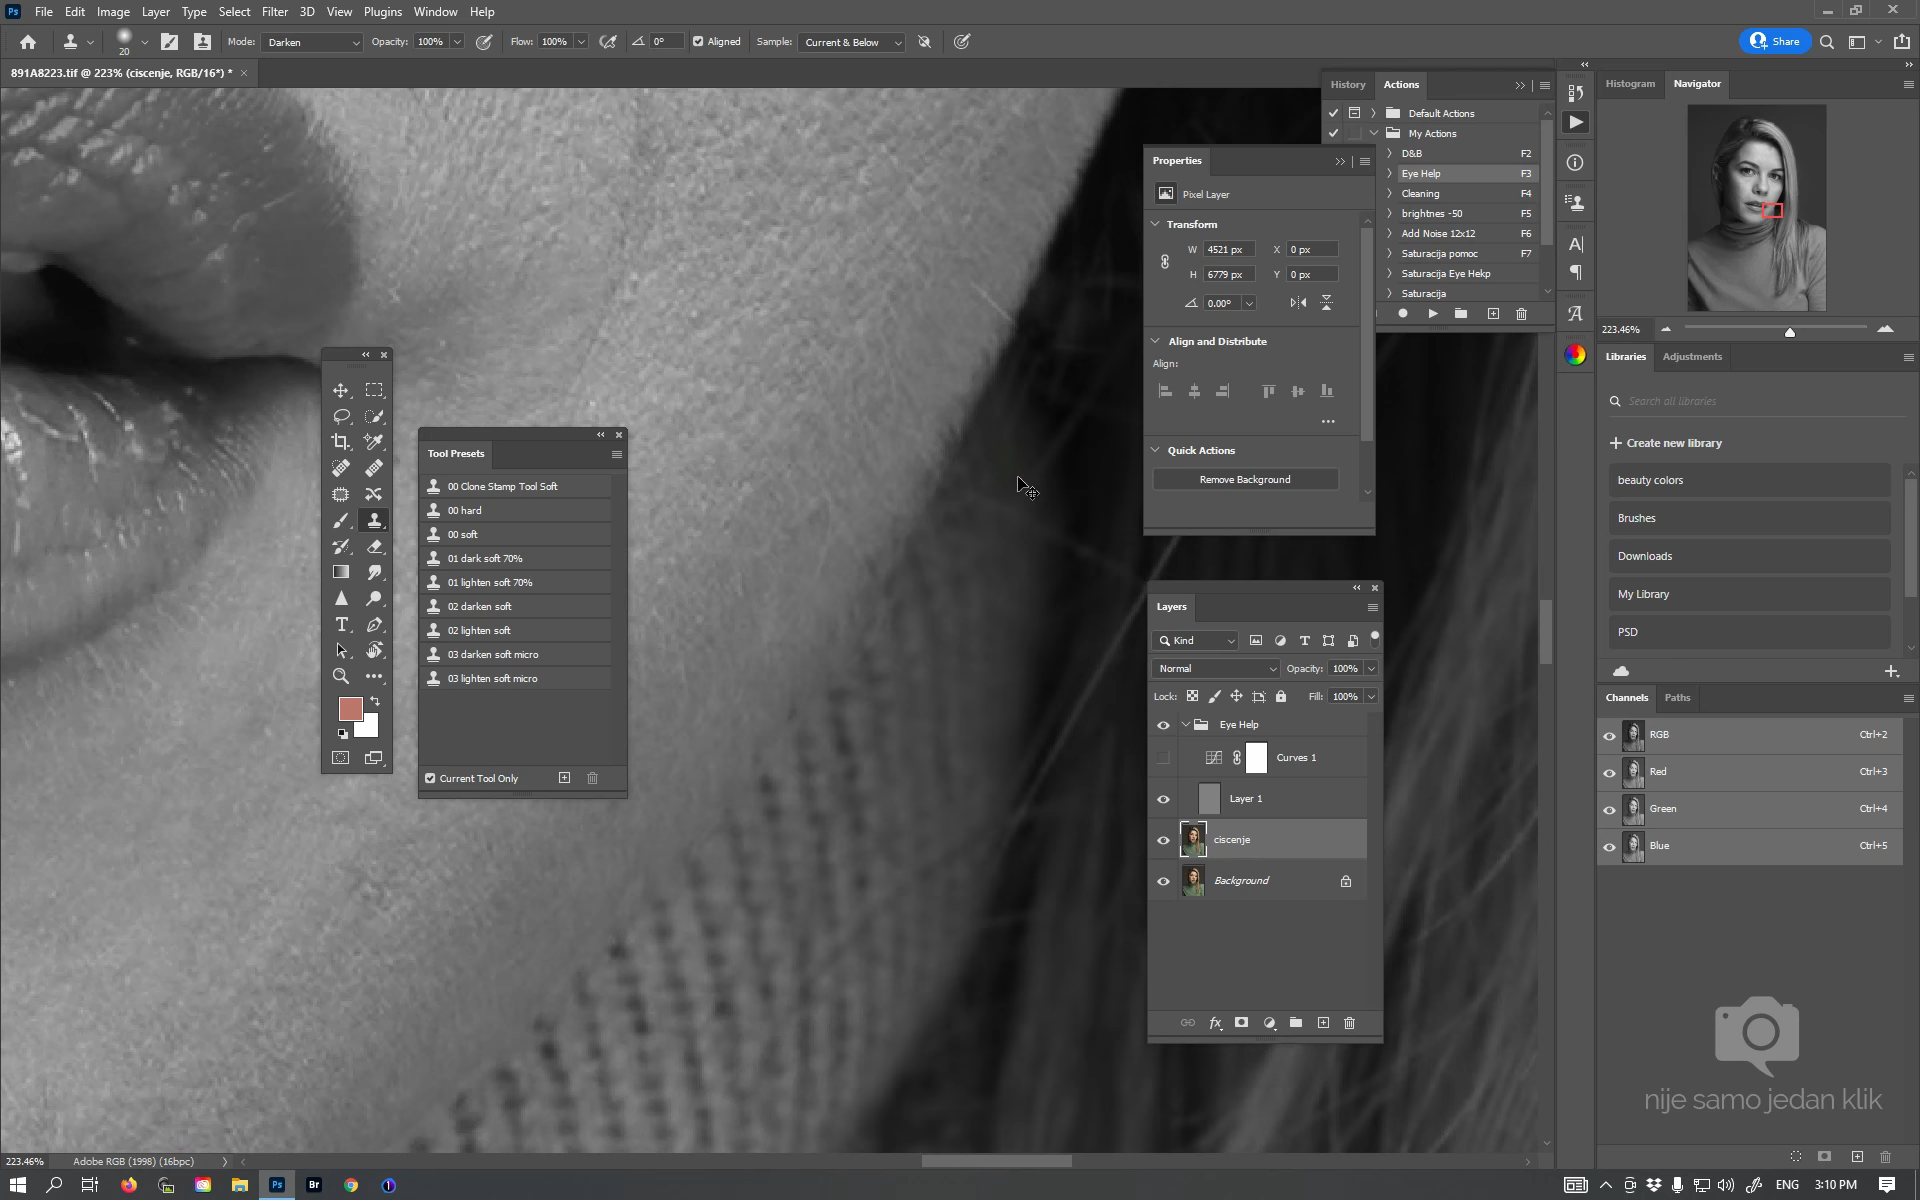 Ps File Edit Image Layer Type Select Filter 3D View Plugins Window Help
20 Mode: Darken Opacity: 100% Flow: 100% 0° Aligned Sample: Current & Below Share
891A8223.tif @ 223% (ciscenje, RGB/16*) *
History Actions
Default Actions
My Actions
D&B F2
Eye Help F3
Cleaning F4
brightnes -50 F5
Add Noise 12x12 F6
Saturacija pomoc F7
Saturacija Eye Hekp
Saturacija
Properties
Pixel Layer
Transform
W 4521 px X 0 px
H 6779 px Y 0 px
0.00°
Align and Distribute
Align:
Quick Actions
Remove Background
Tool Presets
00 Clone Stamp Tool Soft
00 hard
00 soft
01 dark soft 70%
01 lighten soft 70%
02 darken soft
02 lighten soft
03 darken soft micro
03 lighten soft micro
Current Tool Only
Layers
Kind
Normal Opacity: 100%
Lock: Fill: 100%
Eye Help
Curves 1
Layer 1
ciscenje
Background
Histogram Navigator
223.46%
Libraries Adjustments
Search all libraries
Create new library
beauty colors
Brushes
Downloads
My Library
PSD
Channels Paths
RGB Ctrl+2
Red Ctrl+3
Green Ctrl+4
Blue Ctrl+5
nije samo jedan klik
223.46% Adobe RGB (1998) (16bpc)
Ps Br ENG 3:10 PM